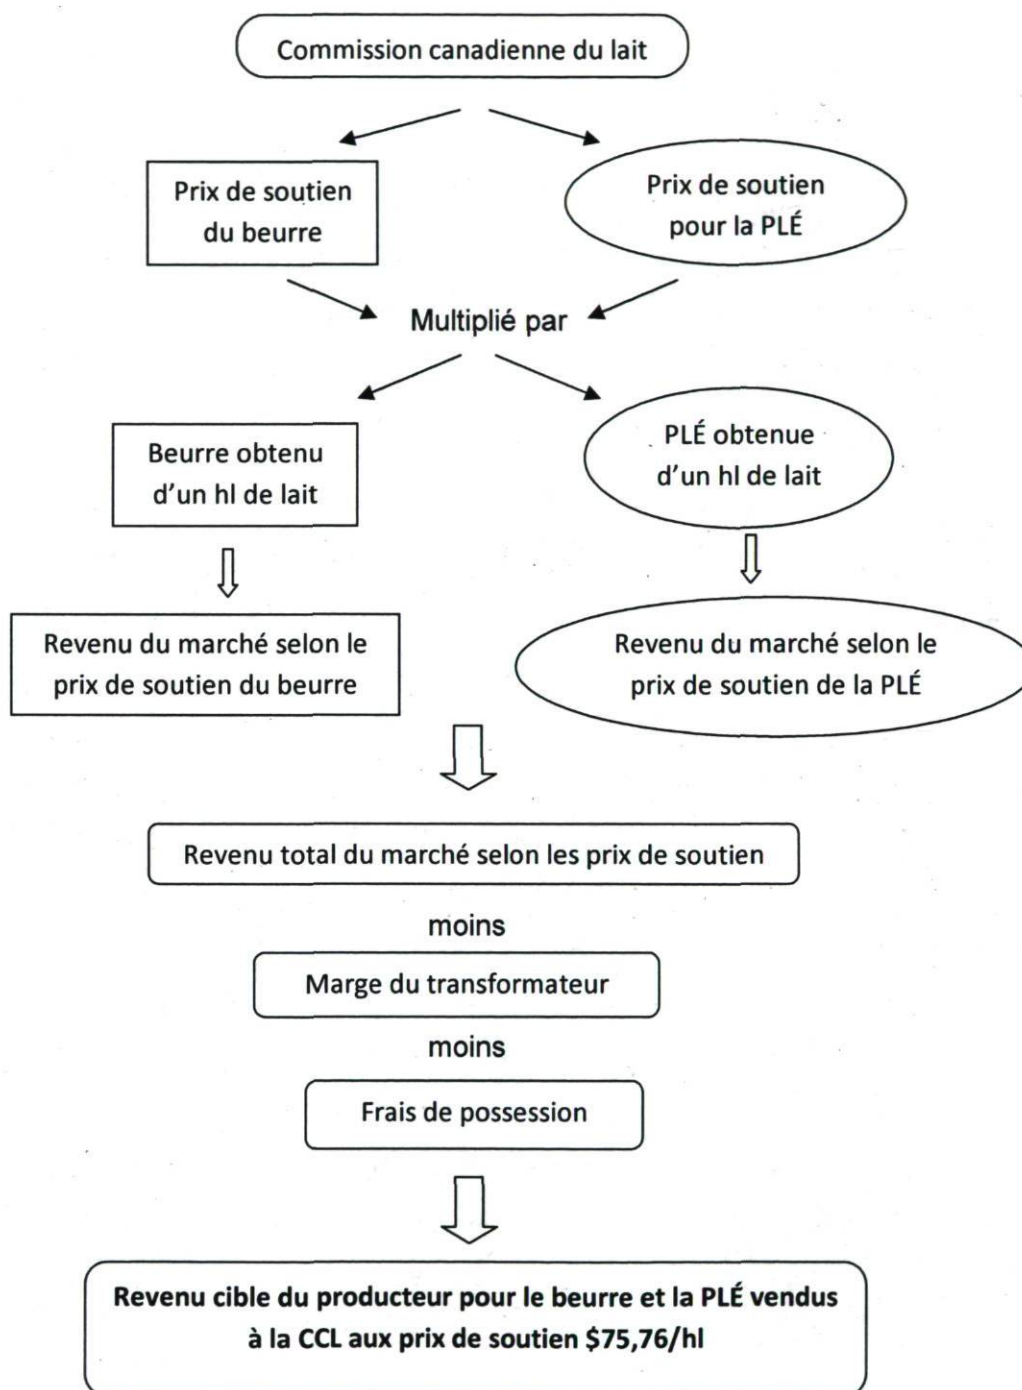 Commission canadienne du lait
Prix de soutien
du beurre
Prix de soutien
pour la PLÉ
Multiplié par
Beurre obtenu
d'un hl de lait
PLÉ obtenue
d'un hl de lait
Revenu du marché selon le
prix de soutien du beurre
Revenu du marché selon le
prix de soutien de la PLÉ
Revenu total du marché selon les prix de soutien
moins
Marge du transformateur
moins
Frais de possession
Revenu cible du producteur pour le beurre et la PLÉ vendus
à la CCL aux prix de soutien $75,76/hl